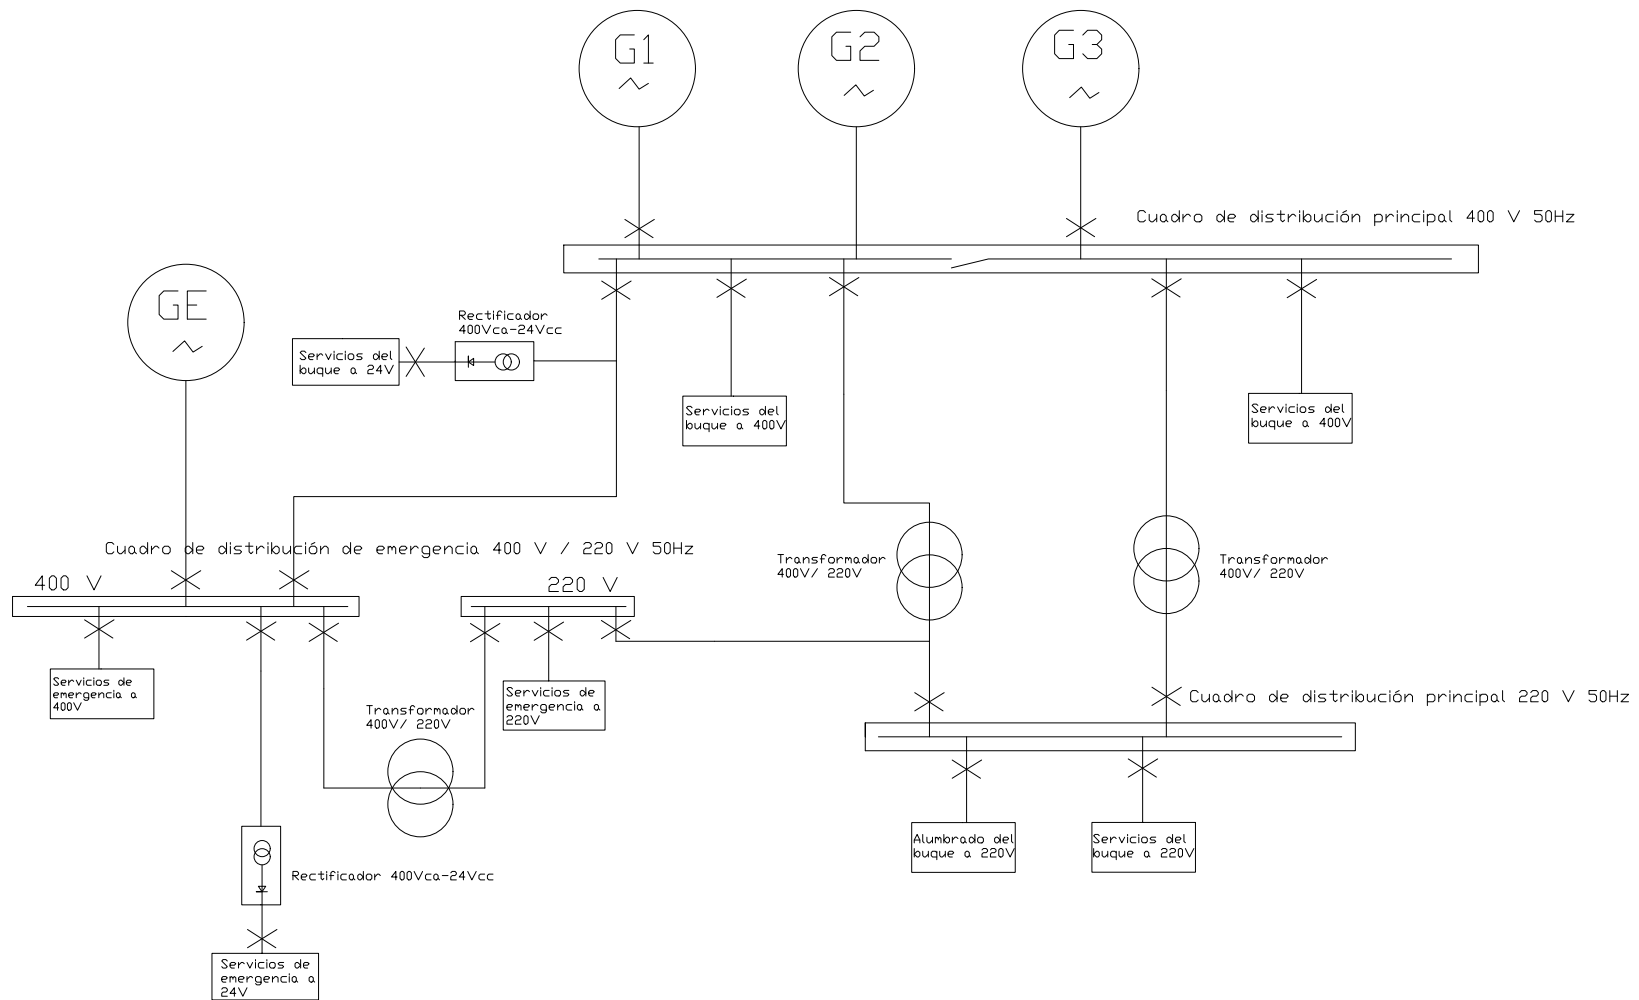 G1
G2
G3
Cuadro de distribución principal 400 V 50Hz
GE
Rectificador
400Vca-24Vcc
Servicios del
buque a 24V
Servicios del
buque a 400V
Servicios del
buque a 400V
Cuadro de distribución de emergencia 400 V / 220 V 50Hz
400 V
220 V
Transformador
400V/ 220V
Transformador
400V/ 220V
Servicios de
emergencia a
400V
Servicios de
emergencia a
220V
Transformador
400V/ 220V
Cuadro de distribución principal 220 V 50Hz
Alumbrado del
buque a 220V
Servicios del
buque a 220V
Rectificador 400Vca-24Vcc
Servicios de
emergencia a
24V